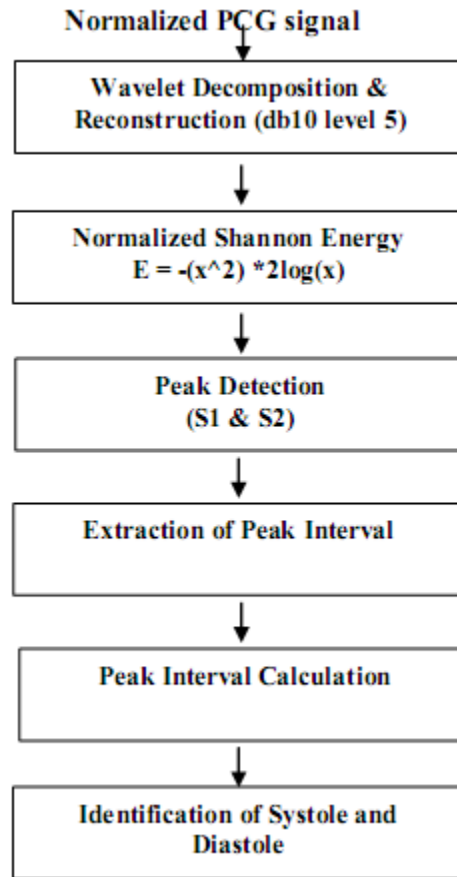 Normalized PCG signal
Wavelet Decomposition &
Reconstruction (db10 level 5)
Normalized Shannon Energy
E = -(x^2) *2log(x)
Peak Detection
(S1 & S2)
Extraction of Peak Interval
Peak Interval Calculation
Identification of Systole and
Diastole